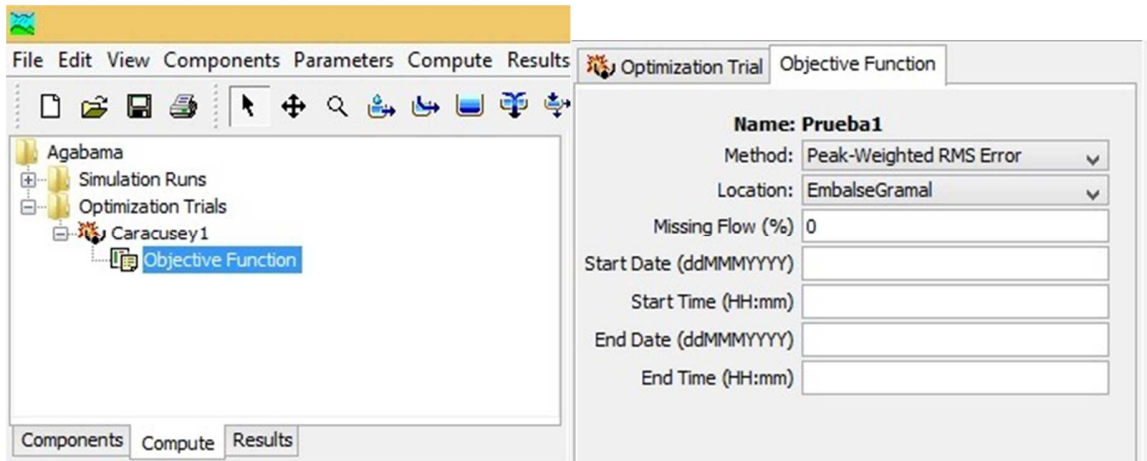 File Edit View Components Parameters Compute Results
Agabama
Simulation Runs
Optimization Trials
Caracusey1
Objective Function
Components Compute Results
Optimization Trial Objective Function
Name: Prueba1
Method: Peak-Weighted RMS Error
Location: EmbalseGramal
Missing Flow (%) 0
Start Date (ddMMMYYYY)
Start Time (HH:mm)
End Date (ddMMMYYYY)
End Time (HH:mm)